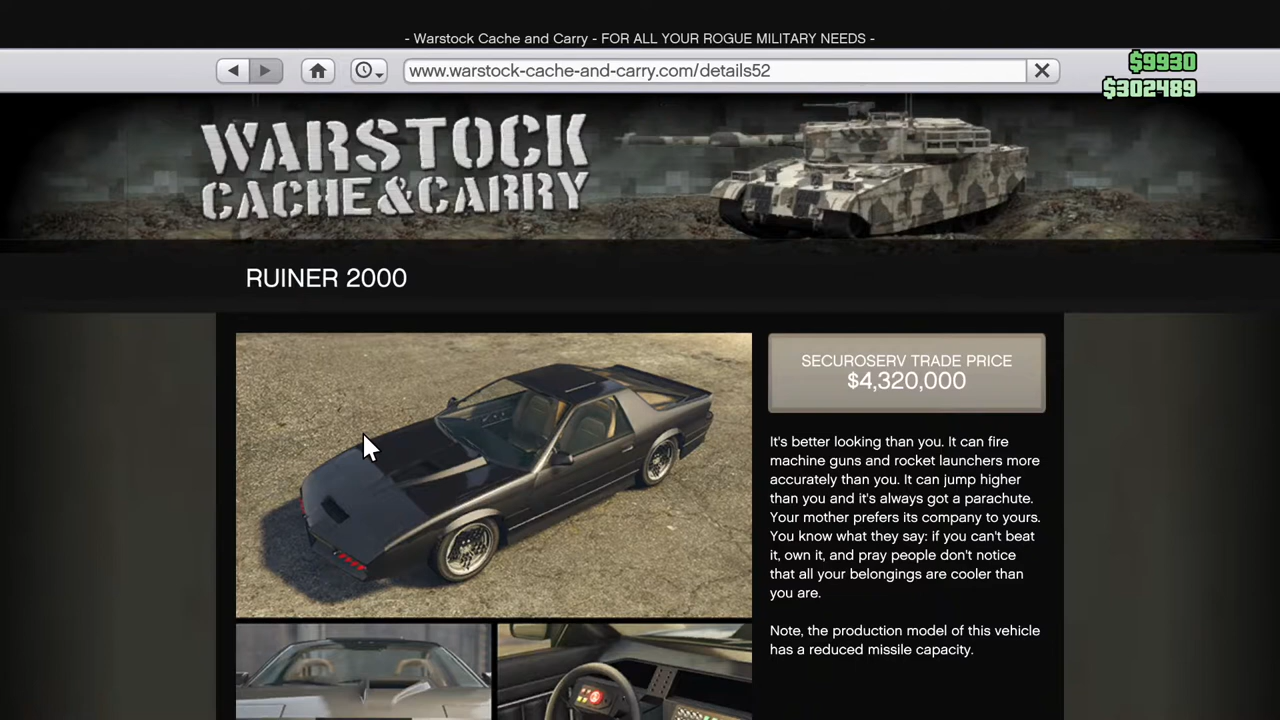 - Warstock Cache and Carry - FOR ALL YOUR ROGUE MILITARY NEEDS -
www.warstock-cache-and-carry.com/details52
$9930
$302489
WARSTOCK
CACHE&CARRY
RUINER 2000
SECUROSERV TRADE PRICE
$4,320,000
It's better looking than you. It can fire
machine guns and rocket launchers more
accurately than you. It can jump higher
than you and it's always got a parachute.
Your mother prefers its company to yours.
You know what they say: if you can't beat
it, own it, and pray people don't notice
that all your belongings are cooler than
you are.
Note, the production model of this vehicle
has a reduced missile capacity.